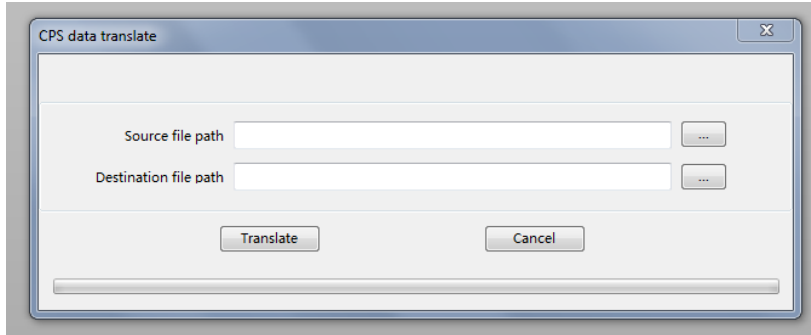 CPS data translate
Source file path
...
Destination file path
...
Translate
Cancel